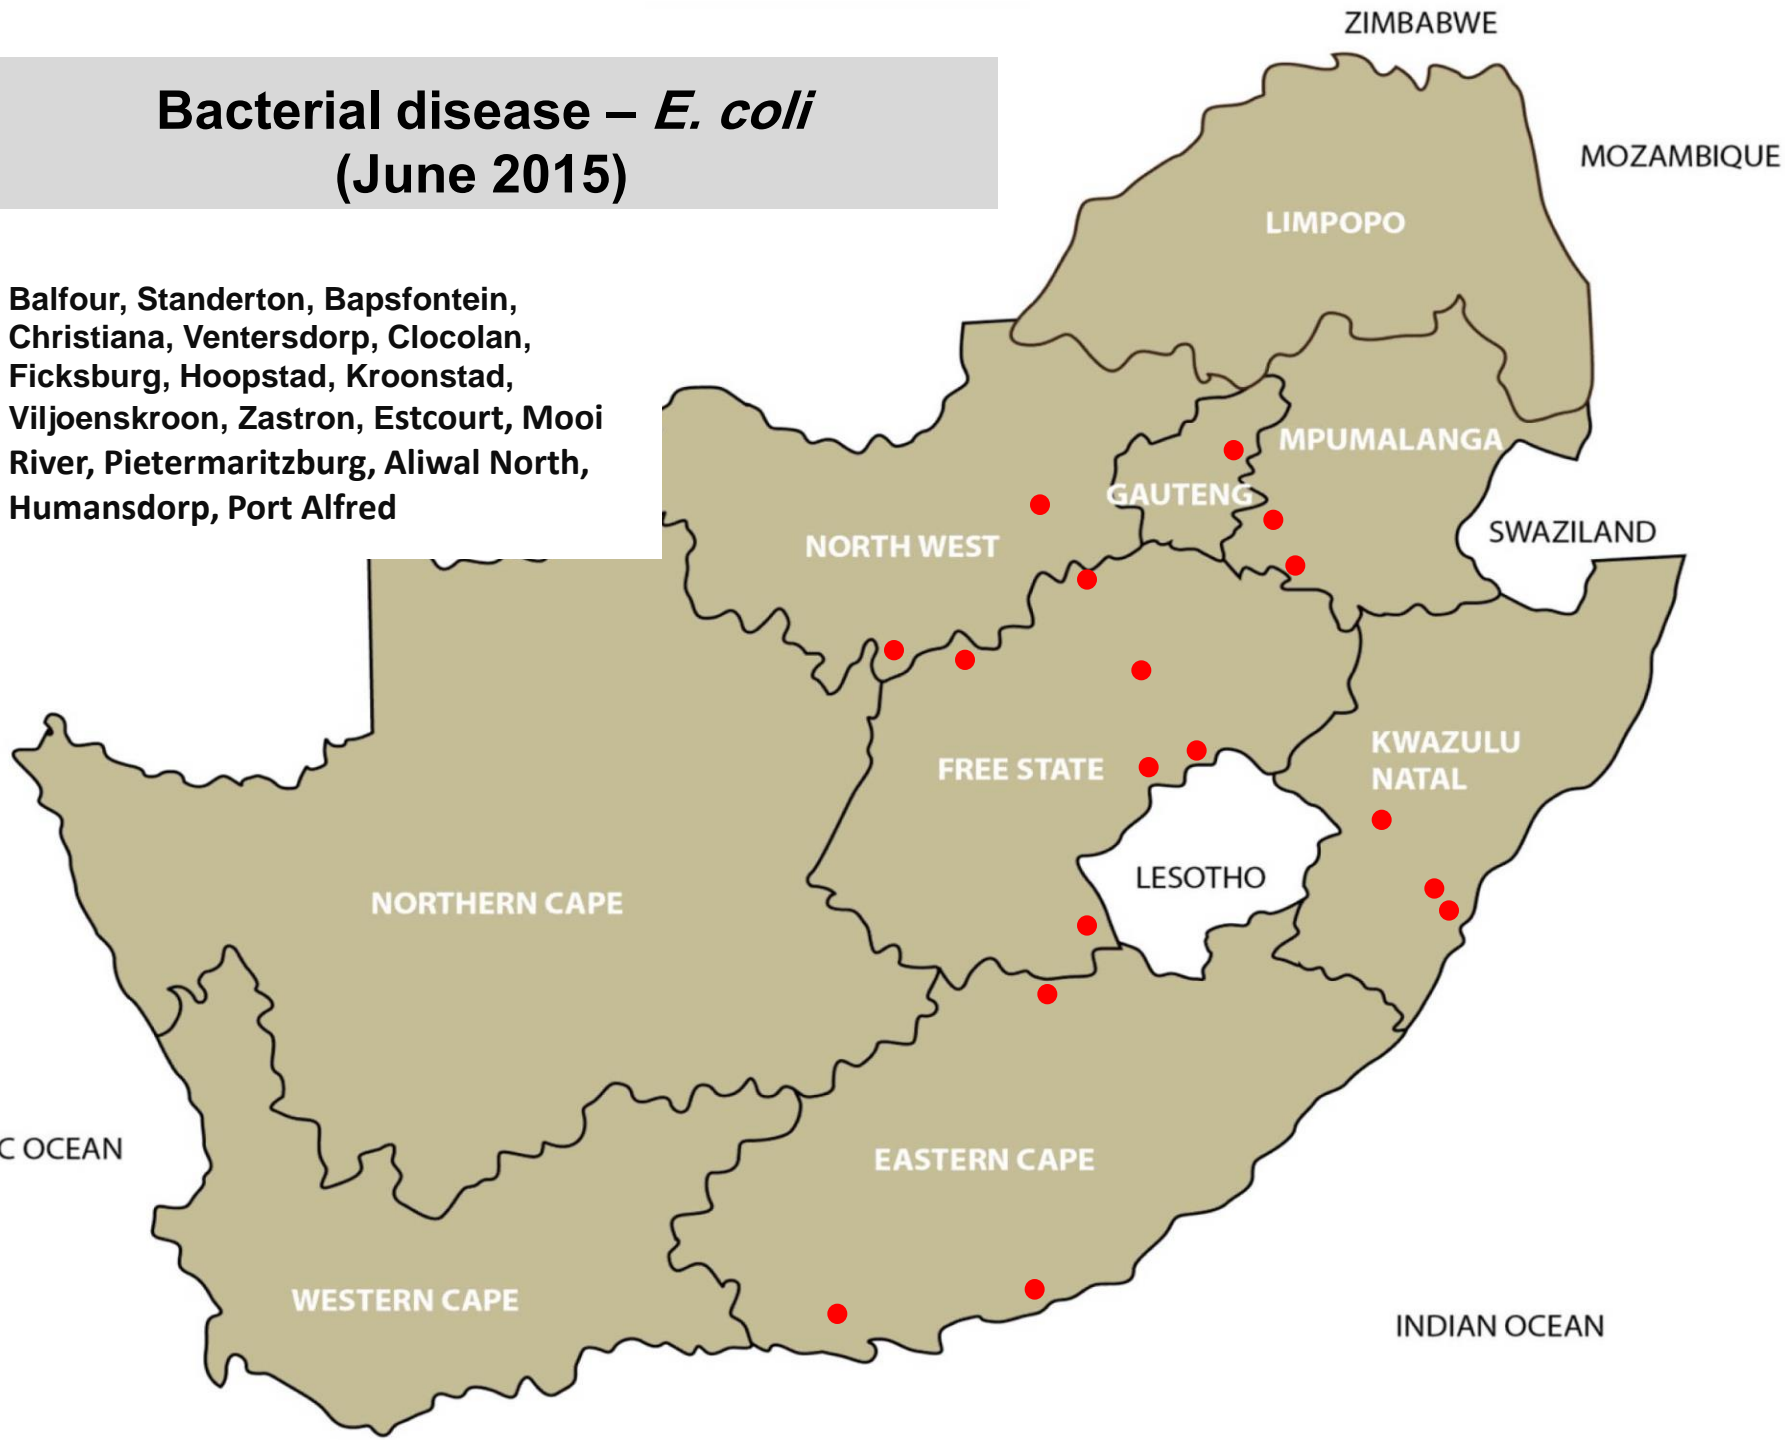 ZIMBABWE
Bacterial disease – E. coli
(June 2015)
MOZAMBIQUE
LIMPOPO
Balfour, Standerton, Bapsfontein,
Christiana, Ventersdorp, Clocolan,
Ficksburg, Hoopstad, Kroonstad,
Viljoenskroon, Zastron, Estcourt, Mooi
River, Pietermaritzburg, Aliwal North,
Humansdorp, Port Alfred
MPUMALANGA
GAUTENG
SWAZILAND
NORTH WEST
KWAZULU
NATAL
FREE STATE
LESOTHO
NORTHERN CAPE
C OCEAN
EASTERN CAPE
WESTERN CAPE
INDIAN OCEAN